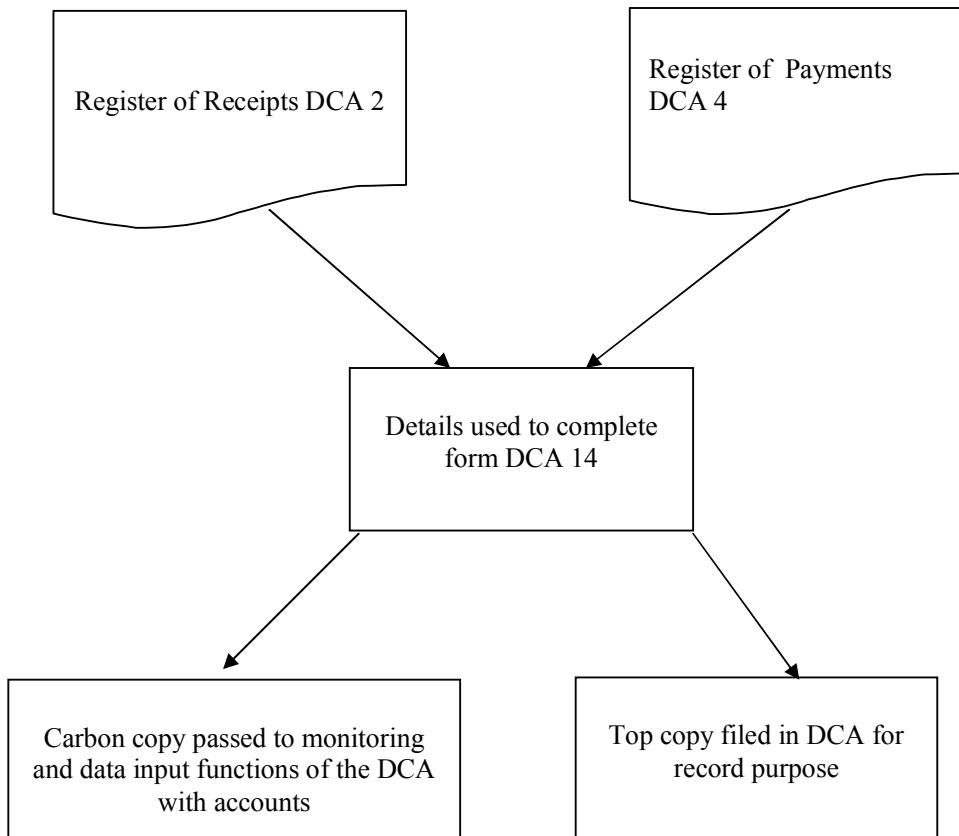 Register of Receipts DCA 2
Register of  Payments
DCA 4
Details used to complete
form DCA 14
Carbon copy passed to monitoring
and data input functions of the DCA
with accounts
Top copy filed in DCA for
record purpose